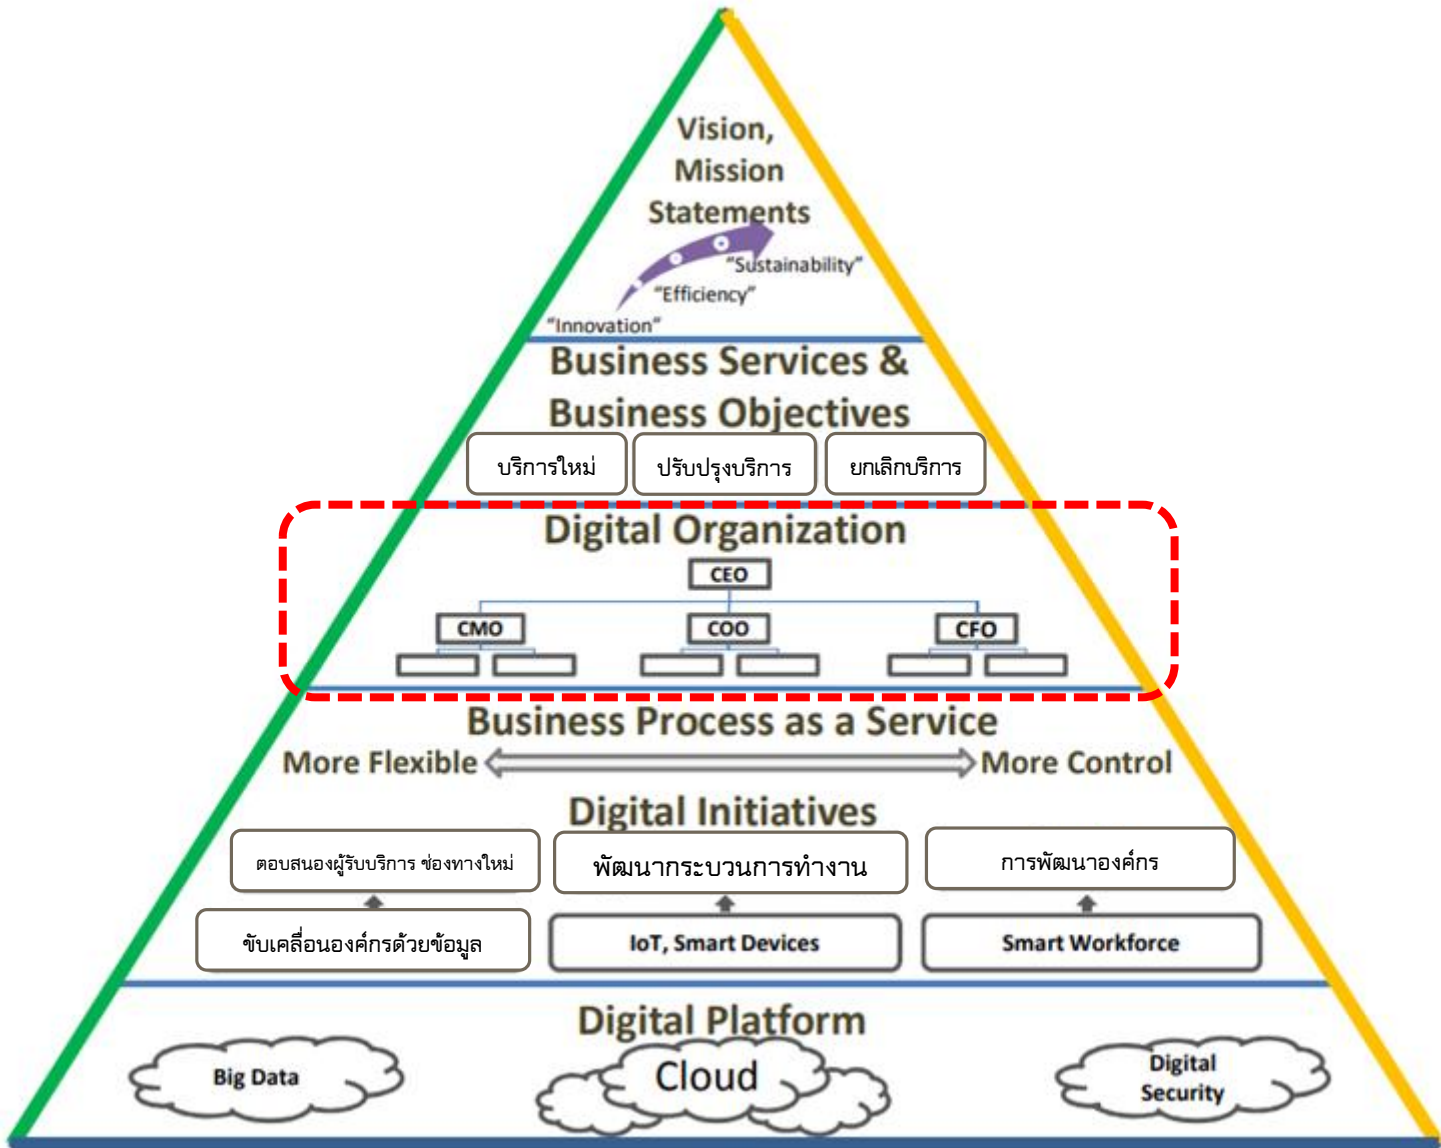 Vision,
Mission
Statements
"Sustainability"
"Efficiency"
"Innovation"
Business Services &
Business Objectives
บริการใหม่ ปรับปรุงบริการ ยกเลิกบริการ
Digital Organization
CEO
CMO COO CFO
Business Process as a Service
More Flexible More Control
Digital Initiatives
ตอบสนองผู้รับบริการ ช่องทางใหม่ พัฒนากระบวนการทำงาน การพัฒนาองค์กร
ขับเคลื่อนองค์กรด้วยข้อมูล IoT, Smart Devices Smart Workforce
Digital Platform
Big Data Cloud Digital
Security